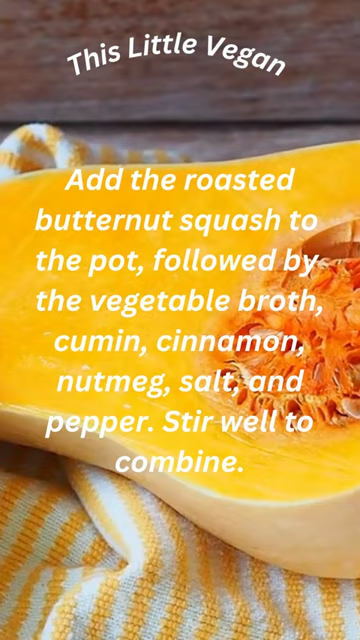 This Little Vegan
Add the roasted
butternut squash to
the pot, followed by
the vegetable broth,
cumin, cinnamon,
nutmeg, salt, and
pepper. Stir well to
combine.